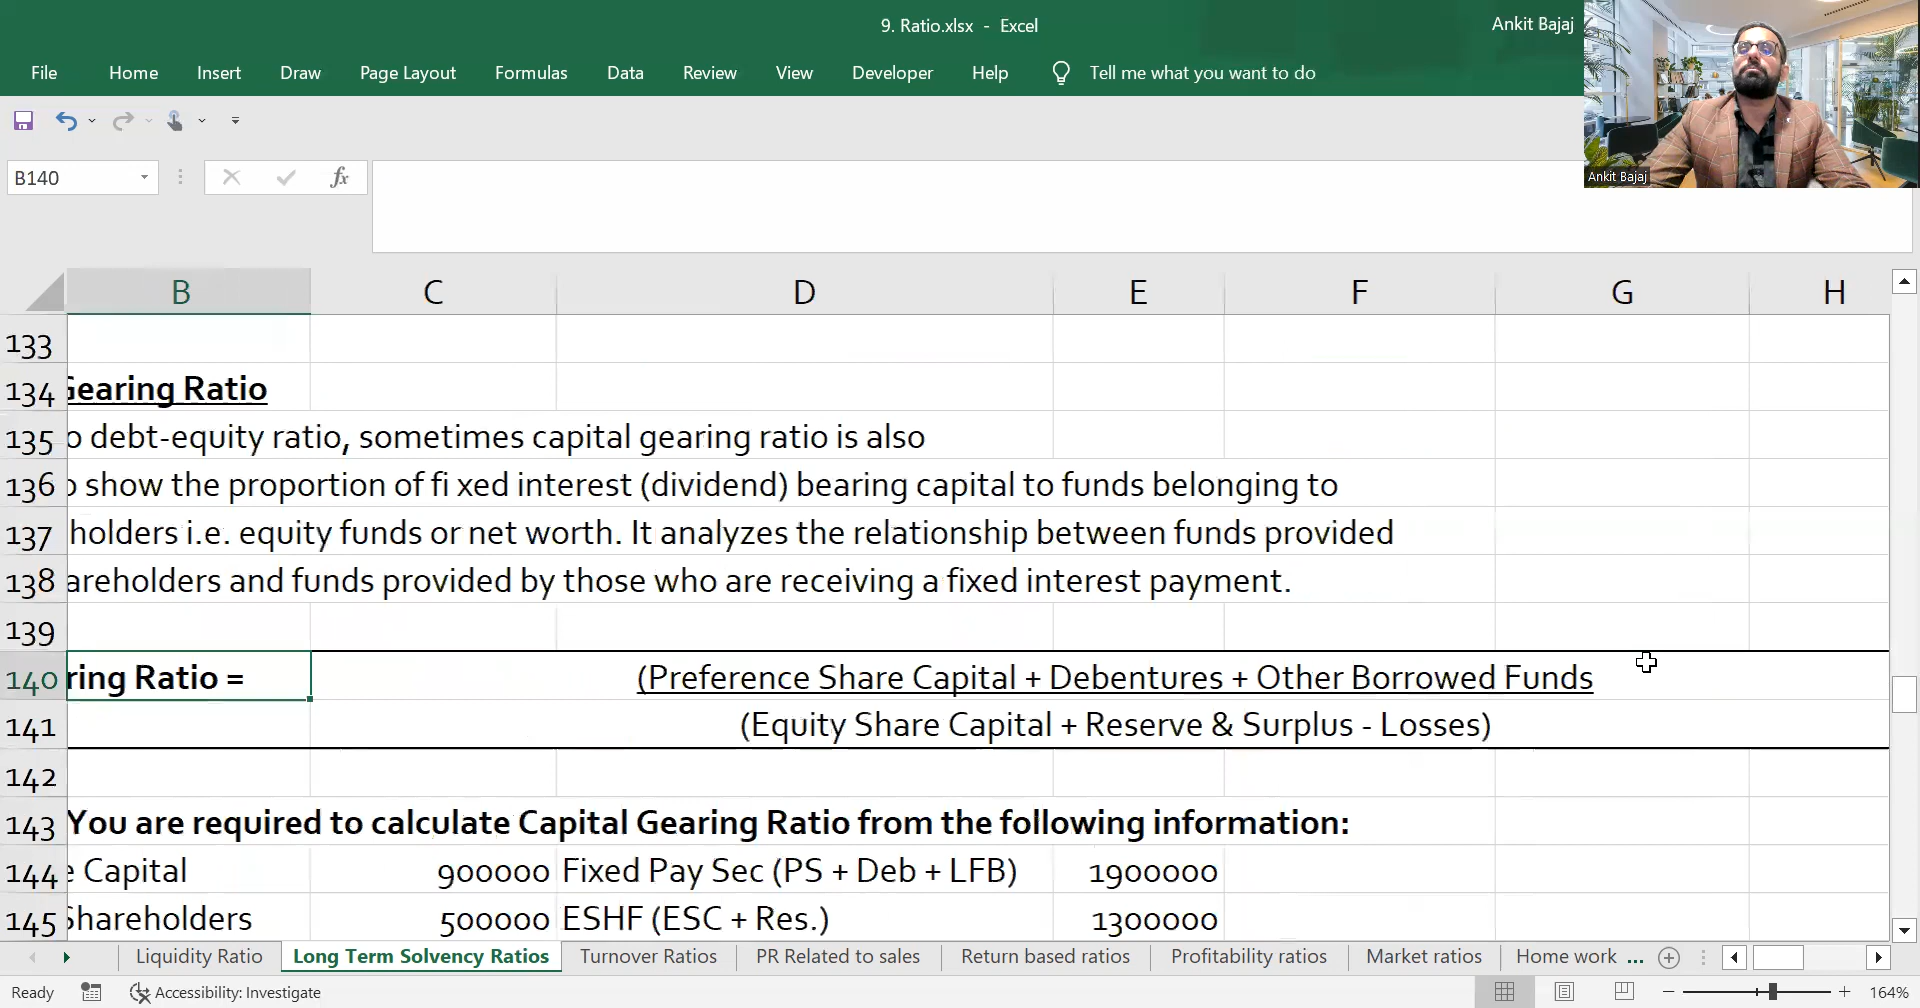 9. Ratio.xlsx - Excel
Ankit Bajaj
File Home Insert Draw Page Layout Formulas Data Review View Developer Help Tell me what you want to do
Ankit Bajaj
B140
fx
B C D E F G H
133
134 Gearing Ratio
135 o debt-equity ratio, sometimes capital gearing ratio is also
136 o show the proportion of fi xed interest (dividend) bearing capital to funds belonging to
137 holders i.e. equity funds or net worth. It analyzes the relationship between funds provided
138 areholders and funds provided by those who are receiving a fixed interest payment.
139
140 ring Ratio = (Preference Share Capital + Debentures + Other Borrowed Funds
141 (Equity Share Capital + Reserve & Surplus - Losses)
142
143 You are required to calculate Capital Gearing Ratio from the following information:
144 e Capital 900000 Fixed Pay Sec (PS + Deb + LFB) 1900000
145 Shareholders 500000 ESHF (ESC + Res.) 1300000
Liquidity Ratio Long Term Solvency Ratios Turnover Ratios PR Related to sales Return based ratios Profitability ratios Market ratios Home work ...
Ready Accessibility: Investigate 164%